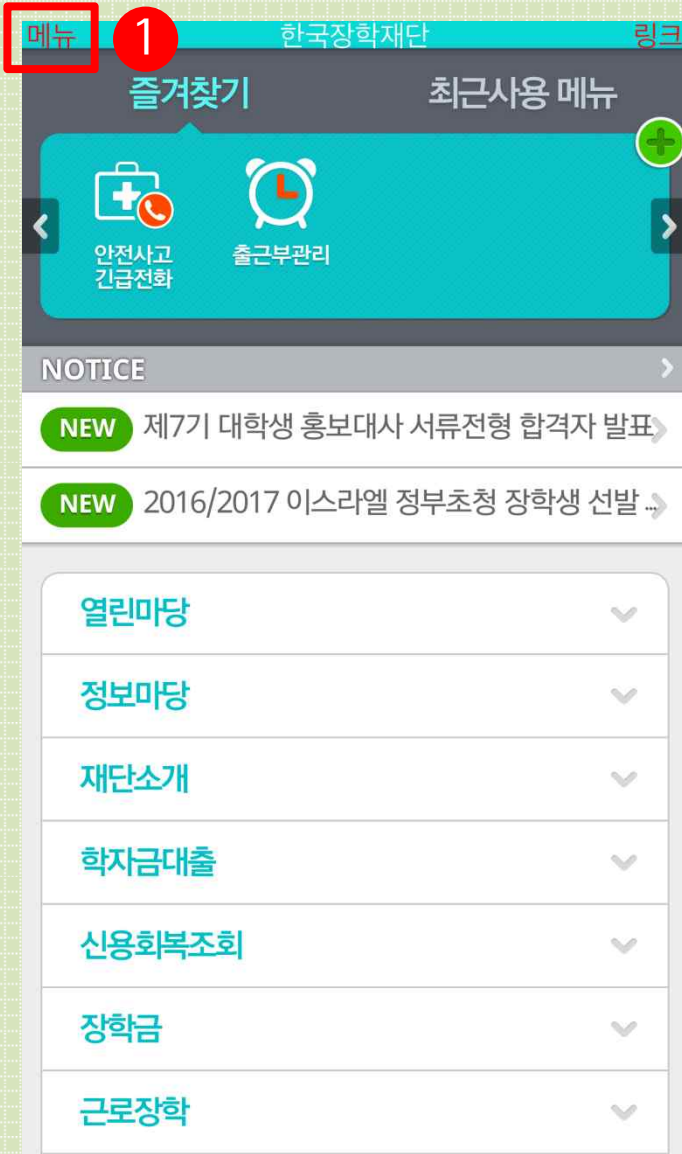 메뉴 1 한국장학재단 링크
즐겨찾기 최근사용 메뉴
안전사고 출근부관리
긴급전화
NOTICE
NEW 제7기 대학생 홍보대사 서류전형 합격자 발표
NEW 2016/2017 이스라엘 정부초청 장학생 선발 ...
열린마당
정보마당
재단소개
학자금대출
신용회복조회
장학금
근로장학